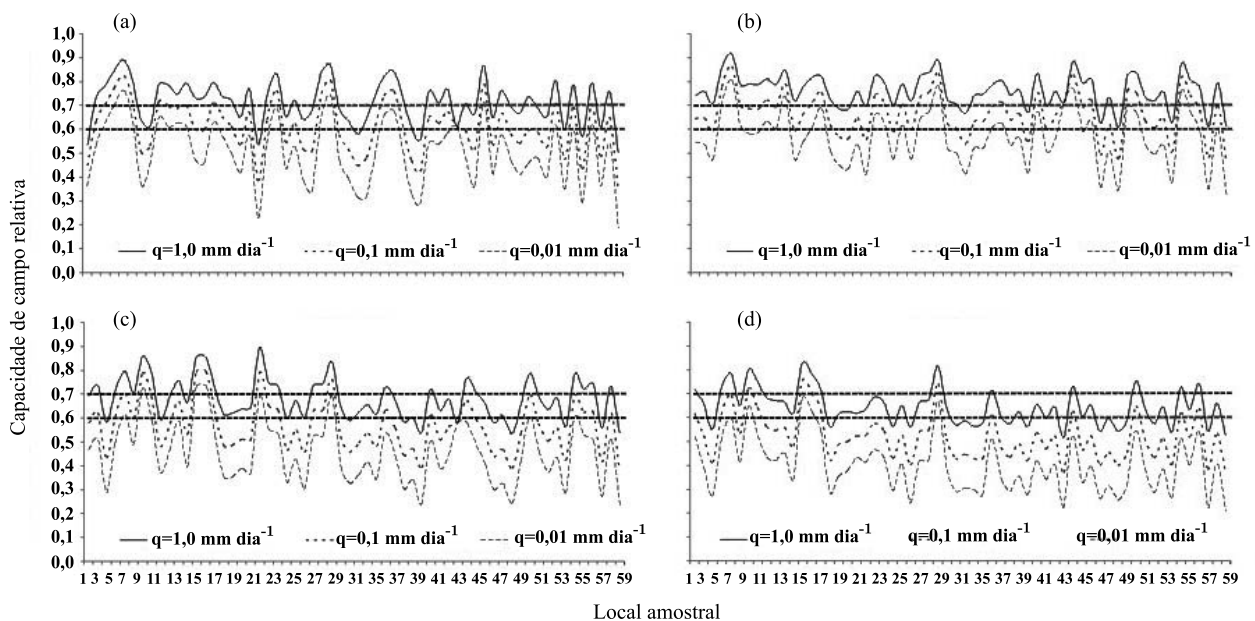 Capacidade de campo relativa
(a)
1,0
0,9
0,8
0,7
0,6
0,5
0,4
0,3
0,2
0,1
0,0
q=1,0 mm dia⁻¹ q=0,1 mm dia⁻¹ q=0,01 mm dia⁻¹
(b)
q=1,0 mm dia⁻¹ q=0,1 mm dia⁻¹ q=0,01 mm dia⁻¹
(c)
1,0
0,9
0,8
0,7
0,6
0,5
0,4
0,3
0,2
0,1
0,0
q=1,0 mm dia⁻¹ q=0,1 mm dia⁻¹ q=0,01 mm dia⁻¹
1 3 5 7 9 11 13 15 17 19 21 23 25 27 29 31 33 35 37 39 41 43 45 47 49 51 53 55 57 59
(d)
q=1,0 mm dia⁻¹ q=0,1 mm dia⁻¹ q=0,01 mm dia⁻¹
1 3 5 7 9 11 13 15 17 19 21 23 25 27 29 31 33 35 37 39 41 43 45 47 49 51 53 55 57 59
Local amostral